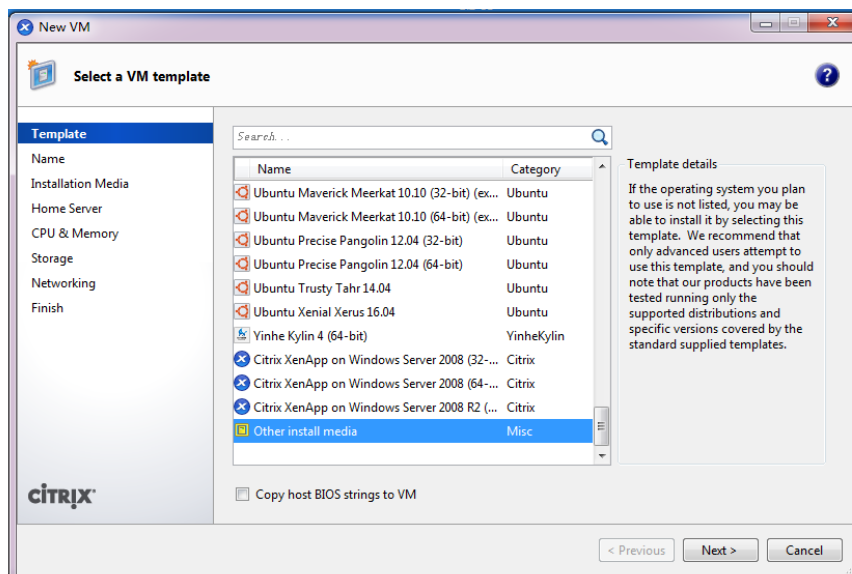 New VM
Select a VM template
?
Template
Name
Installation Media
Home Server
CPU & Memory
Storage
Networking
Finish
Search...
Name Category
Ubuntu Maverick Meerkat 10.10 (32-bit) (ex... Ubuntu
Ubuntu Maverick Meerkat 10.10 (64-bit) (ex... Ubuntu
Ubuntu Precise Pangolin 12.04 (32-bit) Ubuntu
Ubuntu Precise Pangolin 12.04 (64-bit) Ubuntu
Ubuntu Trusty Tahr 14.04 Ubuntu
Ubuntu Xenial Xerus 16.04 Ubuntu
Yinhe Kylin 4 (64-bit) YinheKylin
Citrix XenApp on Windows Server 2008 (32-... Citrix
Citrix XenApp on Windows Server 2008 (64-... Citrix
Citrix XenApp on Windows Server 2008 R2 (... Citrix
Other install media Misc
Template details
If the operating system you plan
to use is not listed, you may be
able to install it by selecting this
template. We recommend that
only advanced users attempt to
use this template, and you should
note that our products have been
tested running only the
supported distributions and
specific versions covered by the
standard supplied templates.
Copy host BIOS strings to VM
CITRIX
< Previous Next > Cancel